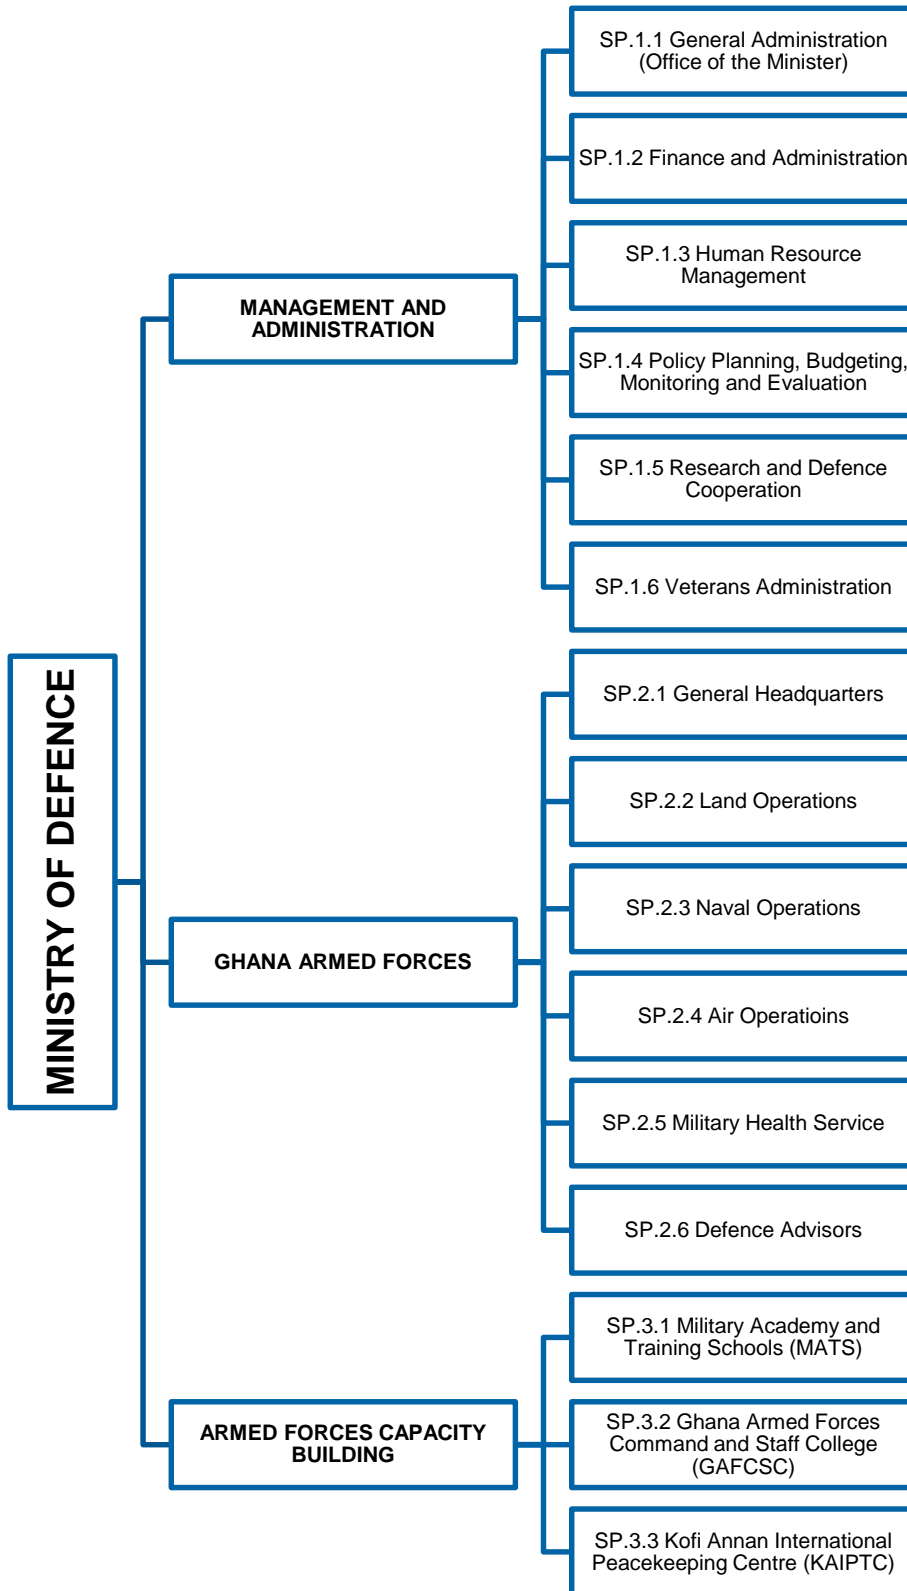 MINISTRY OF DEFENCE
MANAGEMENT AND
ADMINISTRATION
SP.1.1 General Administration
(Office of the Minister)
SP.1.2 Finance and Administration
SP.1.3 Human Resource
Management
SP.1.4 Policy Planning, Budgeting,
Monitoring and Evaluation
SP.1.5 Research and Defence
Cooperation
SP.1.6 Veterans Administration
GHANA ARMED FORCES
SP.2.1 General Headquarters
SP.2.2 Land Operations
SP.2.3 Naval Operations
SP.2.4 Air Operatioins
SP.2.5 Military Health Service
SP.2.6 Defence Advisors
ARMED FORCES CAPACITY
BUILDING
SP.3.1 Military Academy and
Training Schools (MATS)
SP.3.2 Ghana Armed Forces
Command and Staff College
(GAFCSC)
SP.3.3 Kofi Annan International
Peacekeeping Centre (KAIPTC)